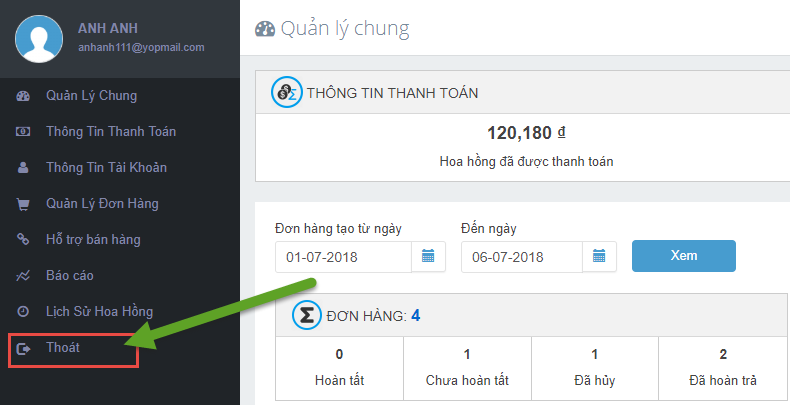 ANH ANH
anhanh111@yopmail.com
Quản Lý Chung
Thông Tin Thanh Toán
Thông Tin Tài Khoản
Quản Lý Đơn Hàng
Hỗ trợ bán hàng
Báo cáo
Lịch Sử Hoa Hồng
Thoát
Quản lý chung
THÔNG TIN THANH TOÁN
120,180 đ
Hoa hồng đã được thanh toán
Đơn hàng tạo từ ngày Đến ngày
01-07-2018 06-07-2018 Xem
ĐƠN HÀNG: 4
0 1 1 2
Hoàn tất Chưa hoàn tất Đã hủy Đã hoàn trả